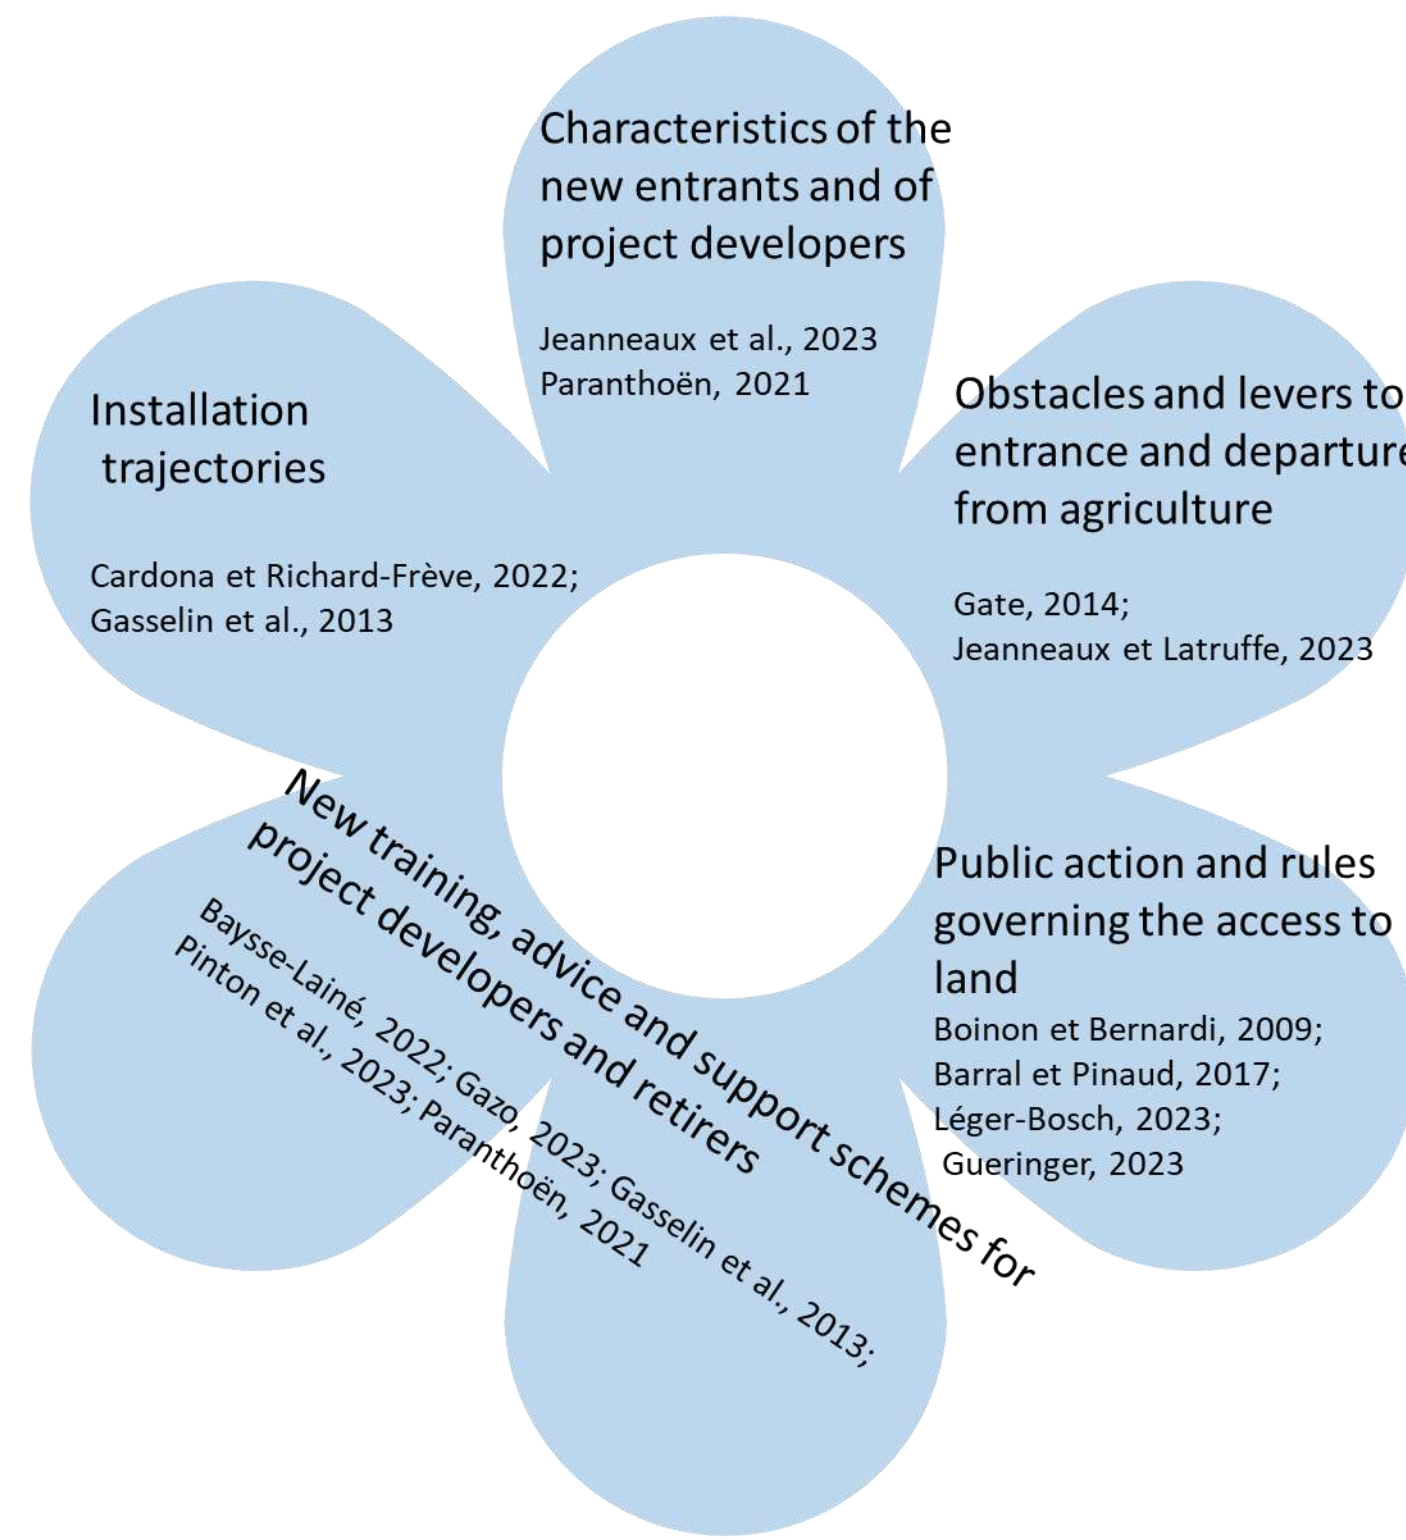 Characteristics of the
new entrants and of
project developers
Jeanneaux et al., 2023
Paranthoën, 2021
Obstacles and levers to
entrance and departure
from agriculture
Gate, 2014;
Jeanneaux et Latruffe, 2023
Installation
trajectories
Cardona et Richard-Frève, 2022;
Gasselin et al., 2013
Public action and rules
governing the access to
land
Boinon et Bernardi, 2009;
Barral et Pinaud, 2017;
Léger-Bosch, 2023;
Gueringer, 2023
New training, advice and support schemes for
project developers and retirers
Baysse-Lainé, 2022; Gazo, 2023; Gasselin et al., 2013;
Pinton et al., 2023; Paranthoën, 2021